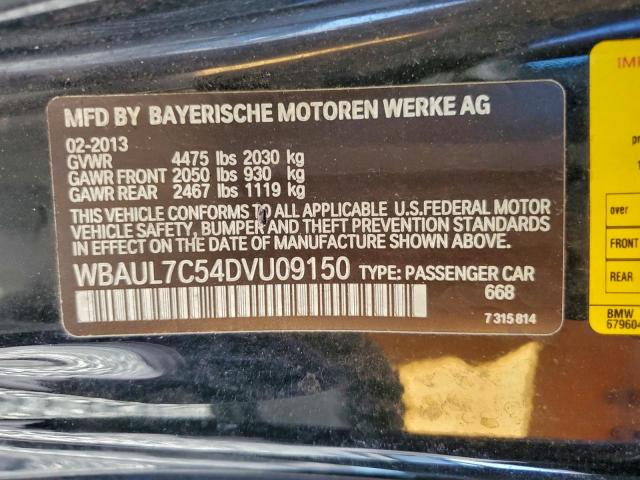 MFD BY BAYERISCHE MOTOREN WERKE AG
02-2013
GVWR 4475 lbs 2030 kg
GAWR FRONT 2050 lbs 930 kg
GAWR REAR 2467 lbs 1119 kg
THIS VEHICLE CONFORMS TO ALL APPLICABLE U.S.FEDERAL MOTOR
VEHICLE SAFETY, BUMPER AND THEFT PREVENTION STANDARDS
IN EFFECT ON THE DATE OF MANUFACTURE SHOWN ABOVE.
WBAUL7C54DVU09150 TYPE: PASSENGER CAR
668
7315814
over
FRONT
REAR
BMW